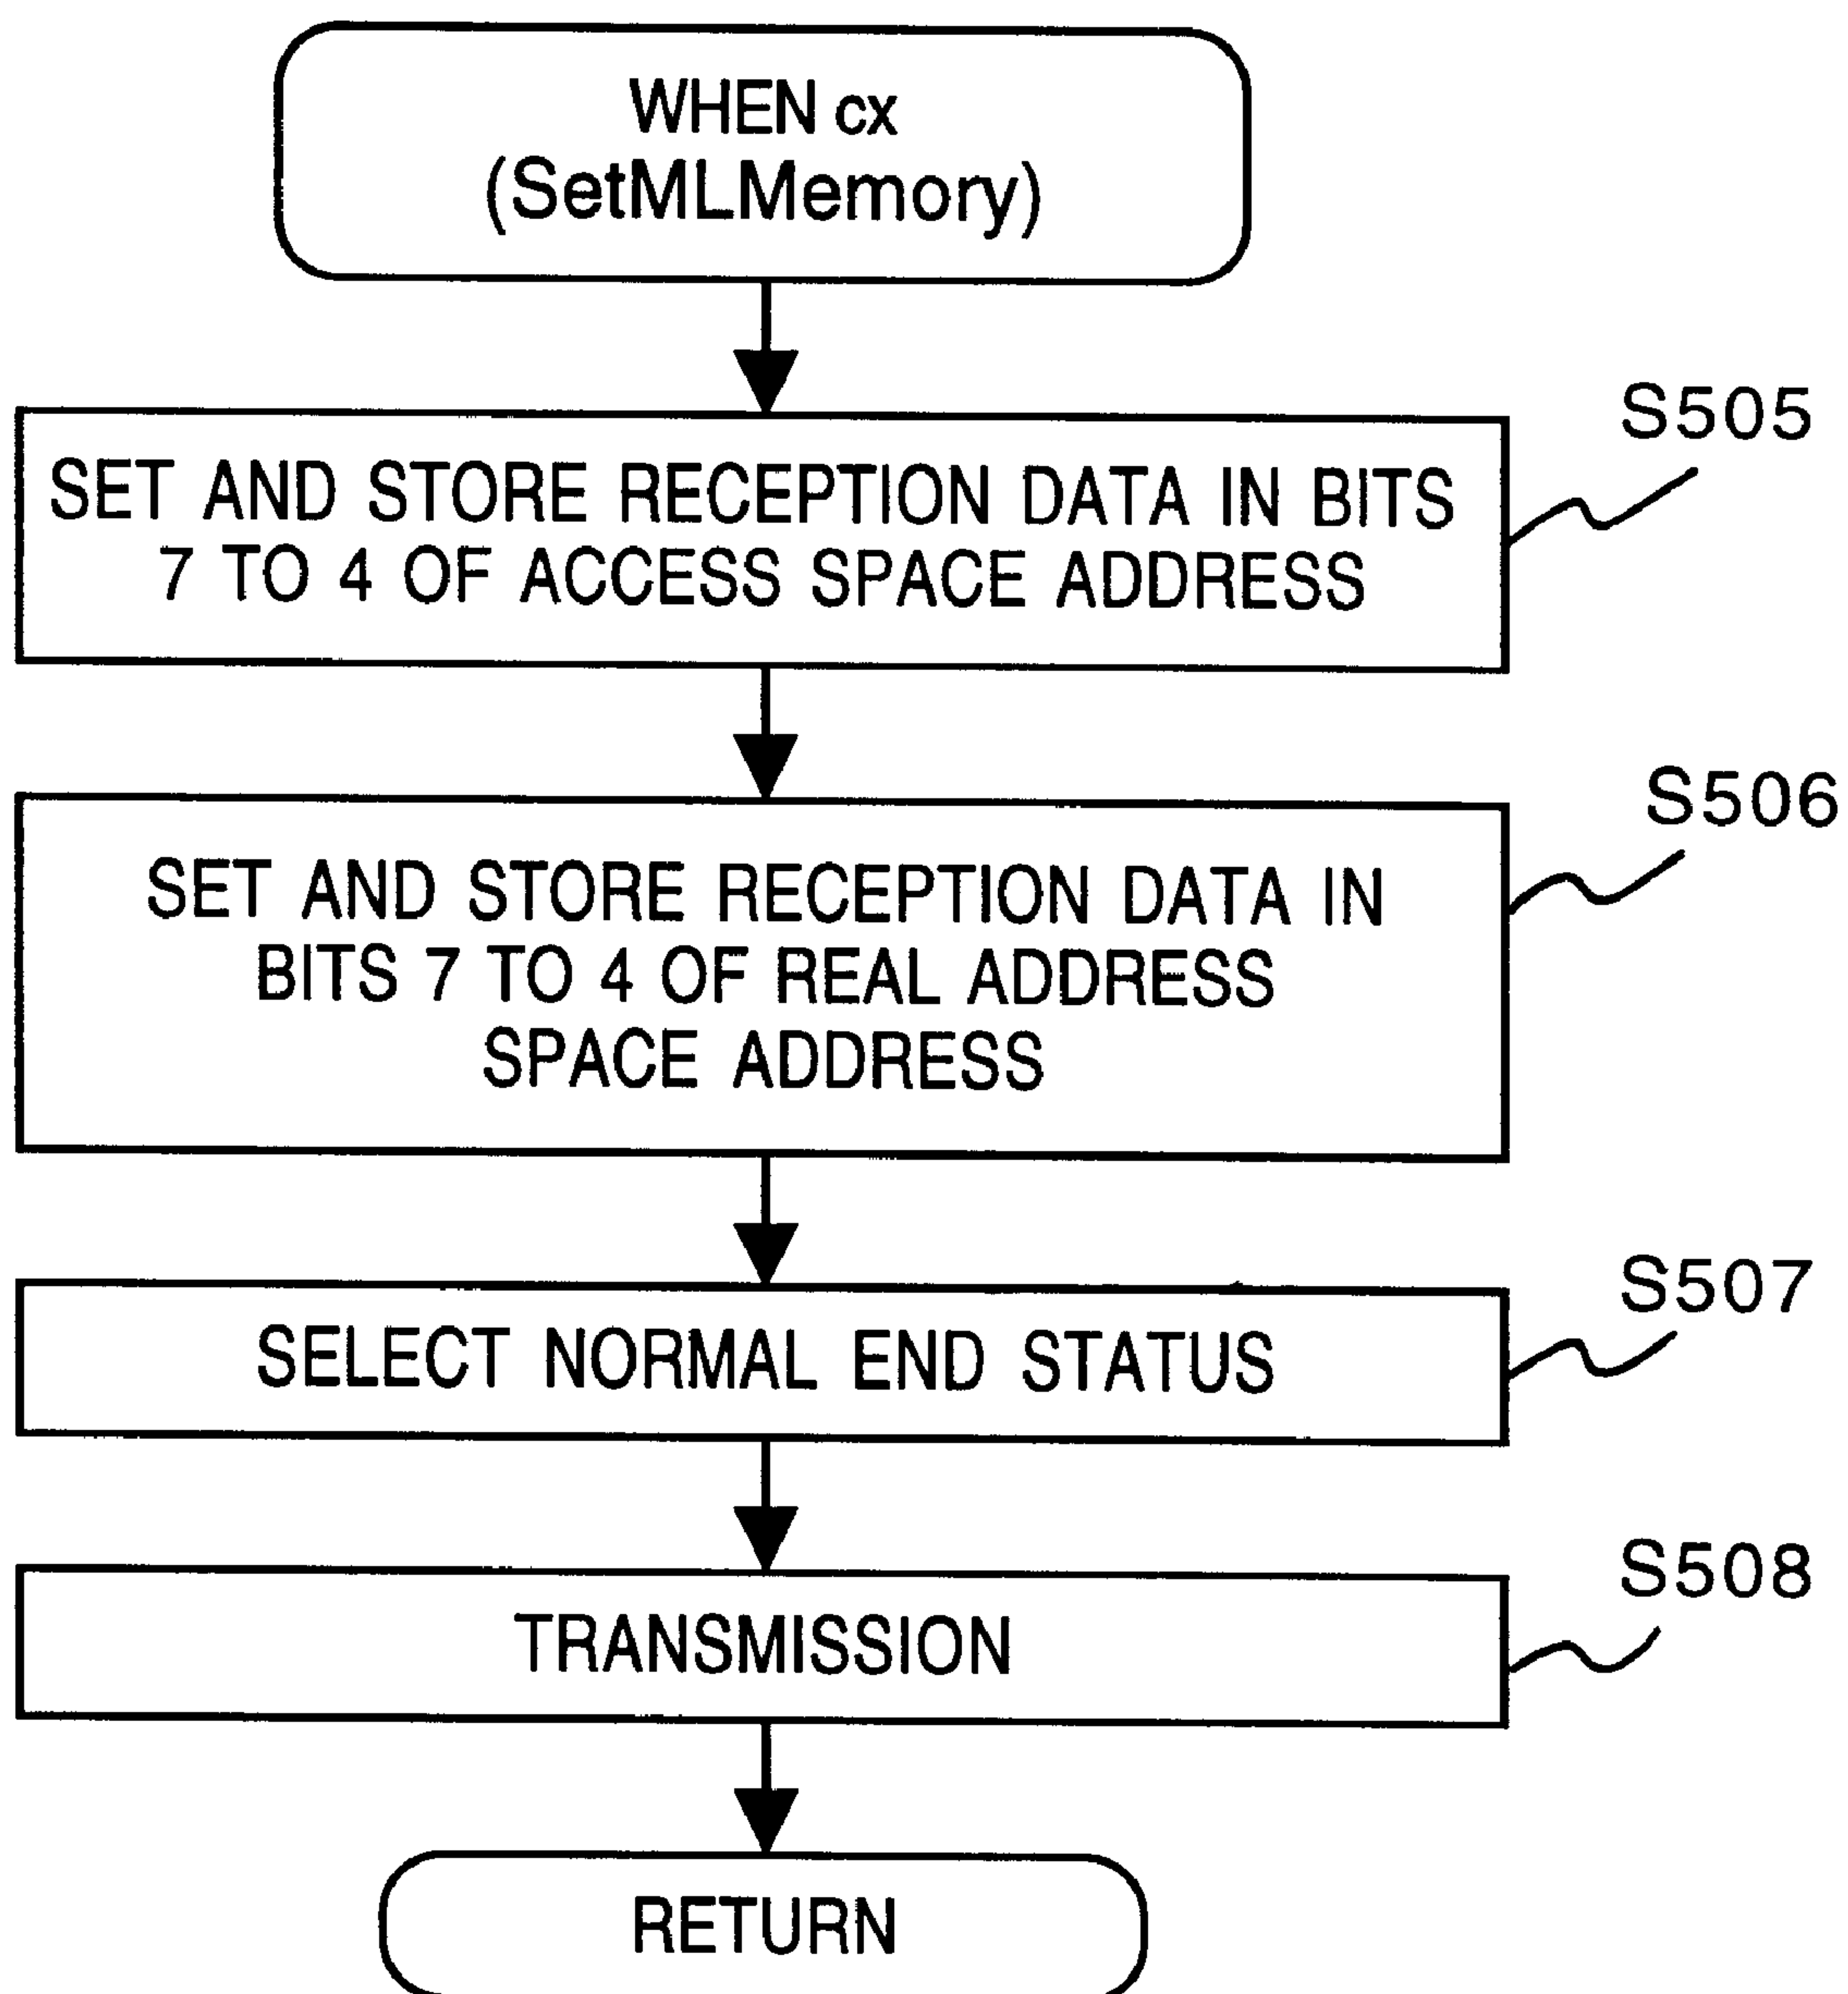 WHEN cx
(SetMLMemory)
S505
SET AND STORE RECEPTION DATA IN BITS
7 TO 4 OF ACCESS SPACE ADDRESS
S506
SET AND STORE RECEPTION DATA IN
BITS 7 TO 4 OF REAL ADDRESS
SPACE ADDRESS
S507
SELECT NORMAL END STATUS
S508
TRANSMISSION
RETURN